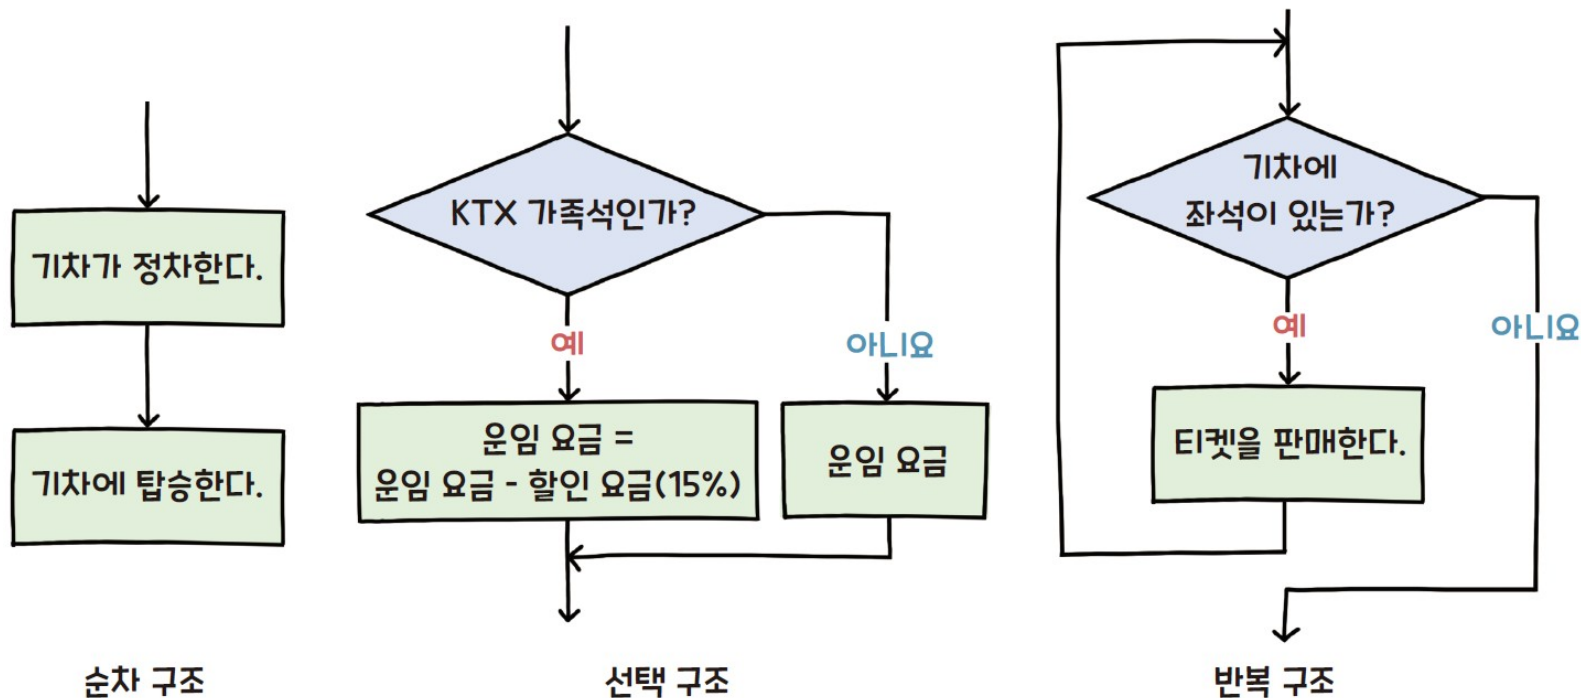 기차가 정차한다.
기차에 탑승한다.
순차 구조
KTX 가족석인가?
예
아니요
운임 요금 =
운임 요금 - 할인 요금(15%)
운임 요금
선택 구조
기차에
좌석이 있는가?
예
아니요
티켓을 판매한다.
반복 구조